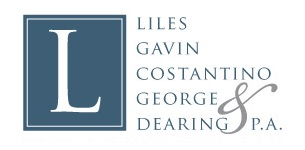 L
LILES
GAVIN
COSTANTINO
GEORGE &
DEARING P.A.